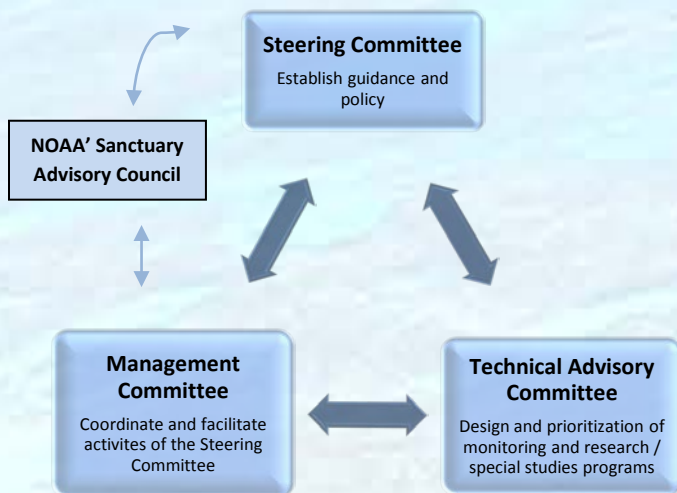 Steering Committee
Establish guidance and
policy
NOAA’ Sanctuary
Advisory Council
Management
Committee
Coordinate and facilitate
activites of the Steering
Committee
Technical Advisory
Committee
Design and prioritization of
monitoring and research /
special studies programs